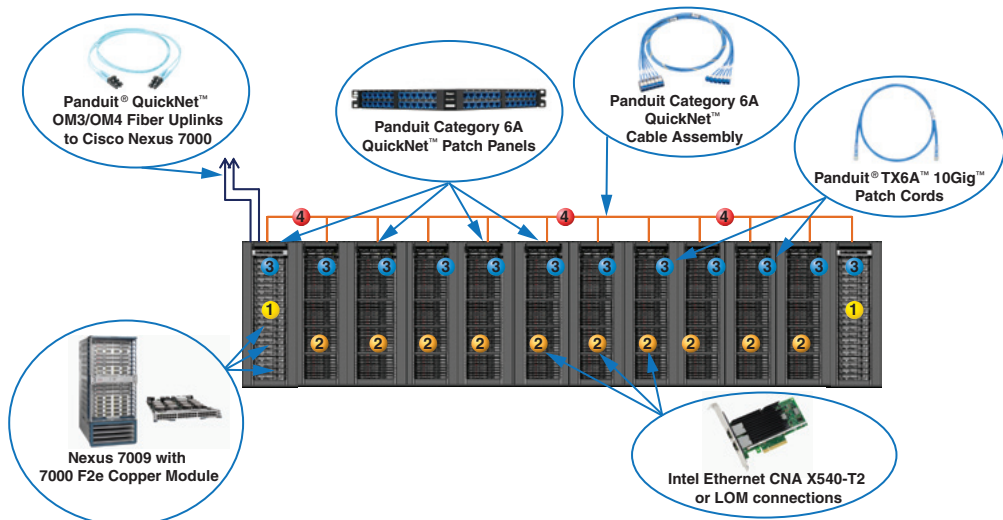 Panduit® QuickNet™
OM3/OM4 Fiber Uplinks
to Cisco Nexus 7000
Panduit Category 6A
QuickNet™ Patch Panels
Panduit Category 6A
QuickNet™
Cable Assembly
Panduit® TX6A™ 10Gig™
Patch Cords
4 4 4
3 3 3 3 3 3 3 3 3 3 3 3
1 1
2 2 2 2 2 2 2 2 2 2
Nexus 7009 with
7000 F2e Copper Module
Intel Ethernet CNA X540-T2
or LOM connections